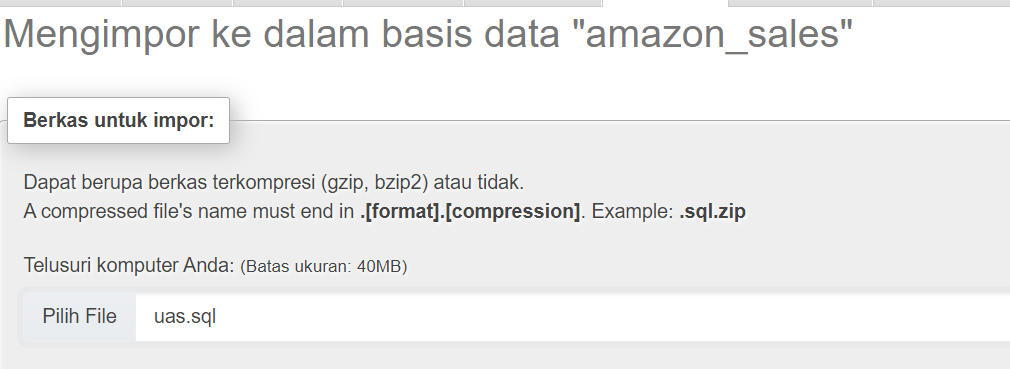 Mengimpor ke dalam basis data "amazon_sales"
Berkas untuk impor:
Dapat berupa berkas terkompresi (gzip, bzip2) atau tidak.
A compressed file's name must end in .[format].[compression]. Example: .sql.zip
Telusuri komputer Anda: (Batas ukuran: 40MB)
Pilih File uas.sql